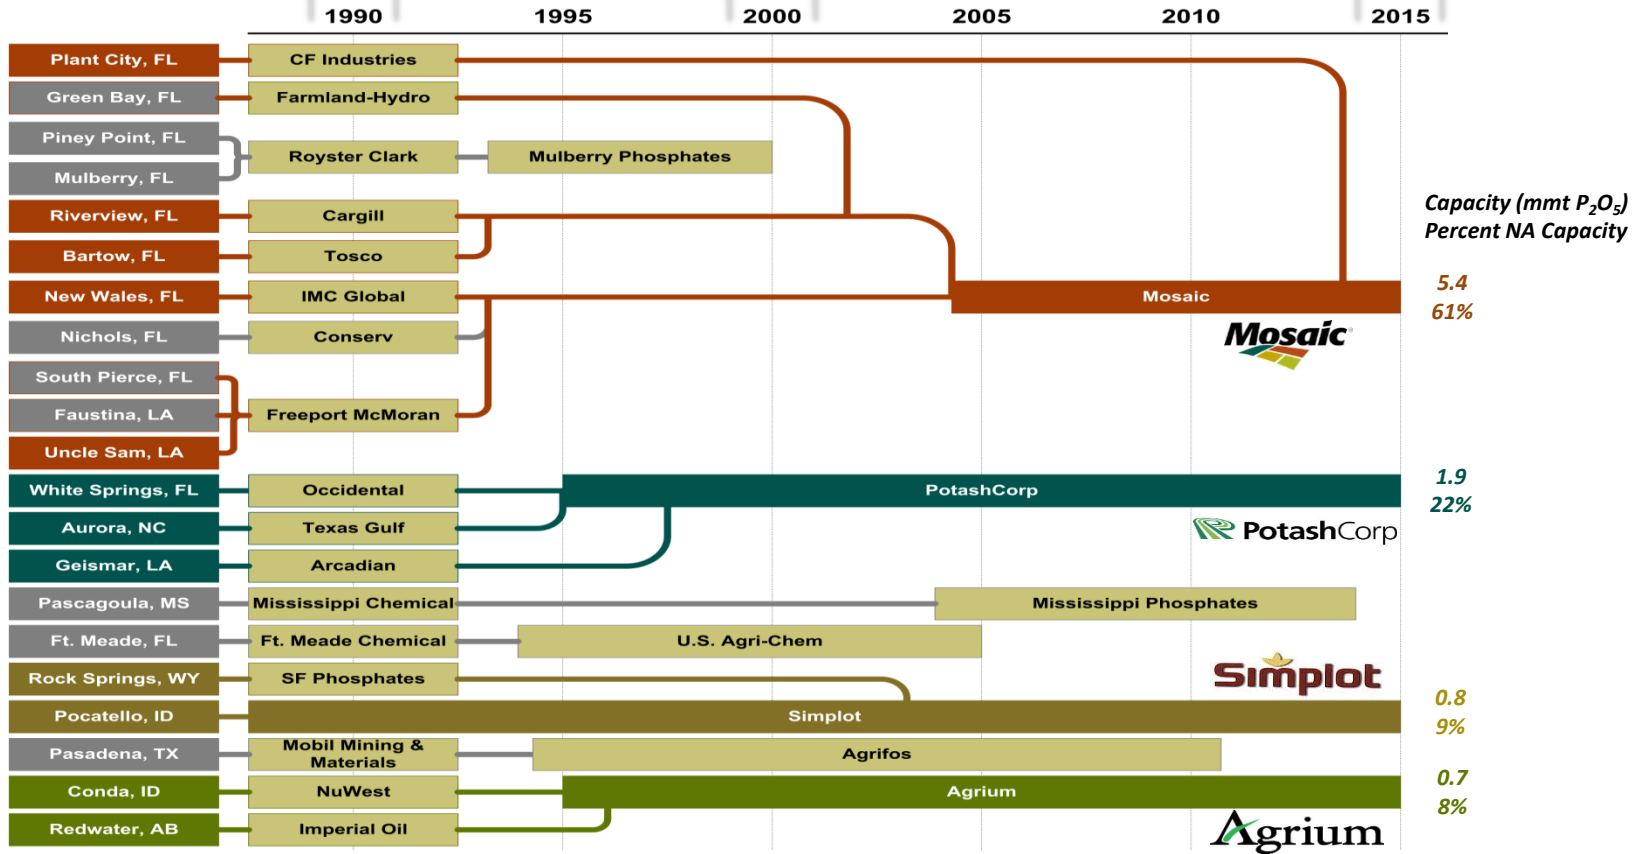 1990 1995 2000 2005 2010 2015
Plant City, FL CF Industries
Green Bay, FL Farmland-Hydro
Piney Point, FL
Royster Clark Mulberry Phosphates
Mulberry, FL
Capacity (mmt P₂O₅)
Percent NA Capacity
Riverview, FL Cargill
Bartow, FL Tosco
New Wales, FL IMC Global Mosaic
5.4
61%
Nichols, FL Conserv
Mosaic
South Pierce, FL
Faustina, LA Freeport McMoran
Uncle Sam, LA
White Springs, FL Occidental PotashCorp
1.9
22%
Aurora, NC Texas Gulf
PotashCorp
Geismar, LA Arcadian
Pascagoula, MS Mississippi Chemical Mississippi Phosphates
Ft. Meade, FL Ft. Meade Chemical U.S. Agri-Chem
Simplot
Rock Springs, WY SF Phosphates
Pocatello, ID Simplot
0.8
9%
Pasadena, TX Mobil Mining &
Materials Agrifos
Conda, ID NuWest Agrium
0.7
8%
Redwater, AB Imperial Oil
Agrium